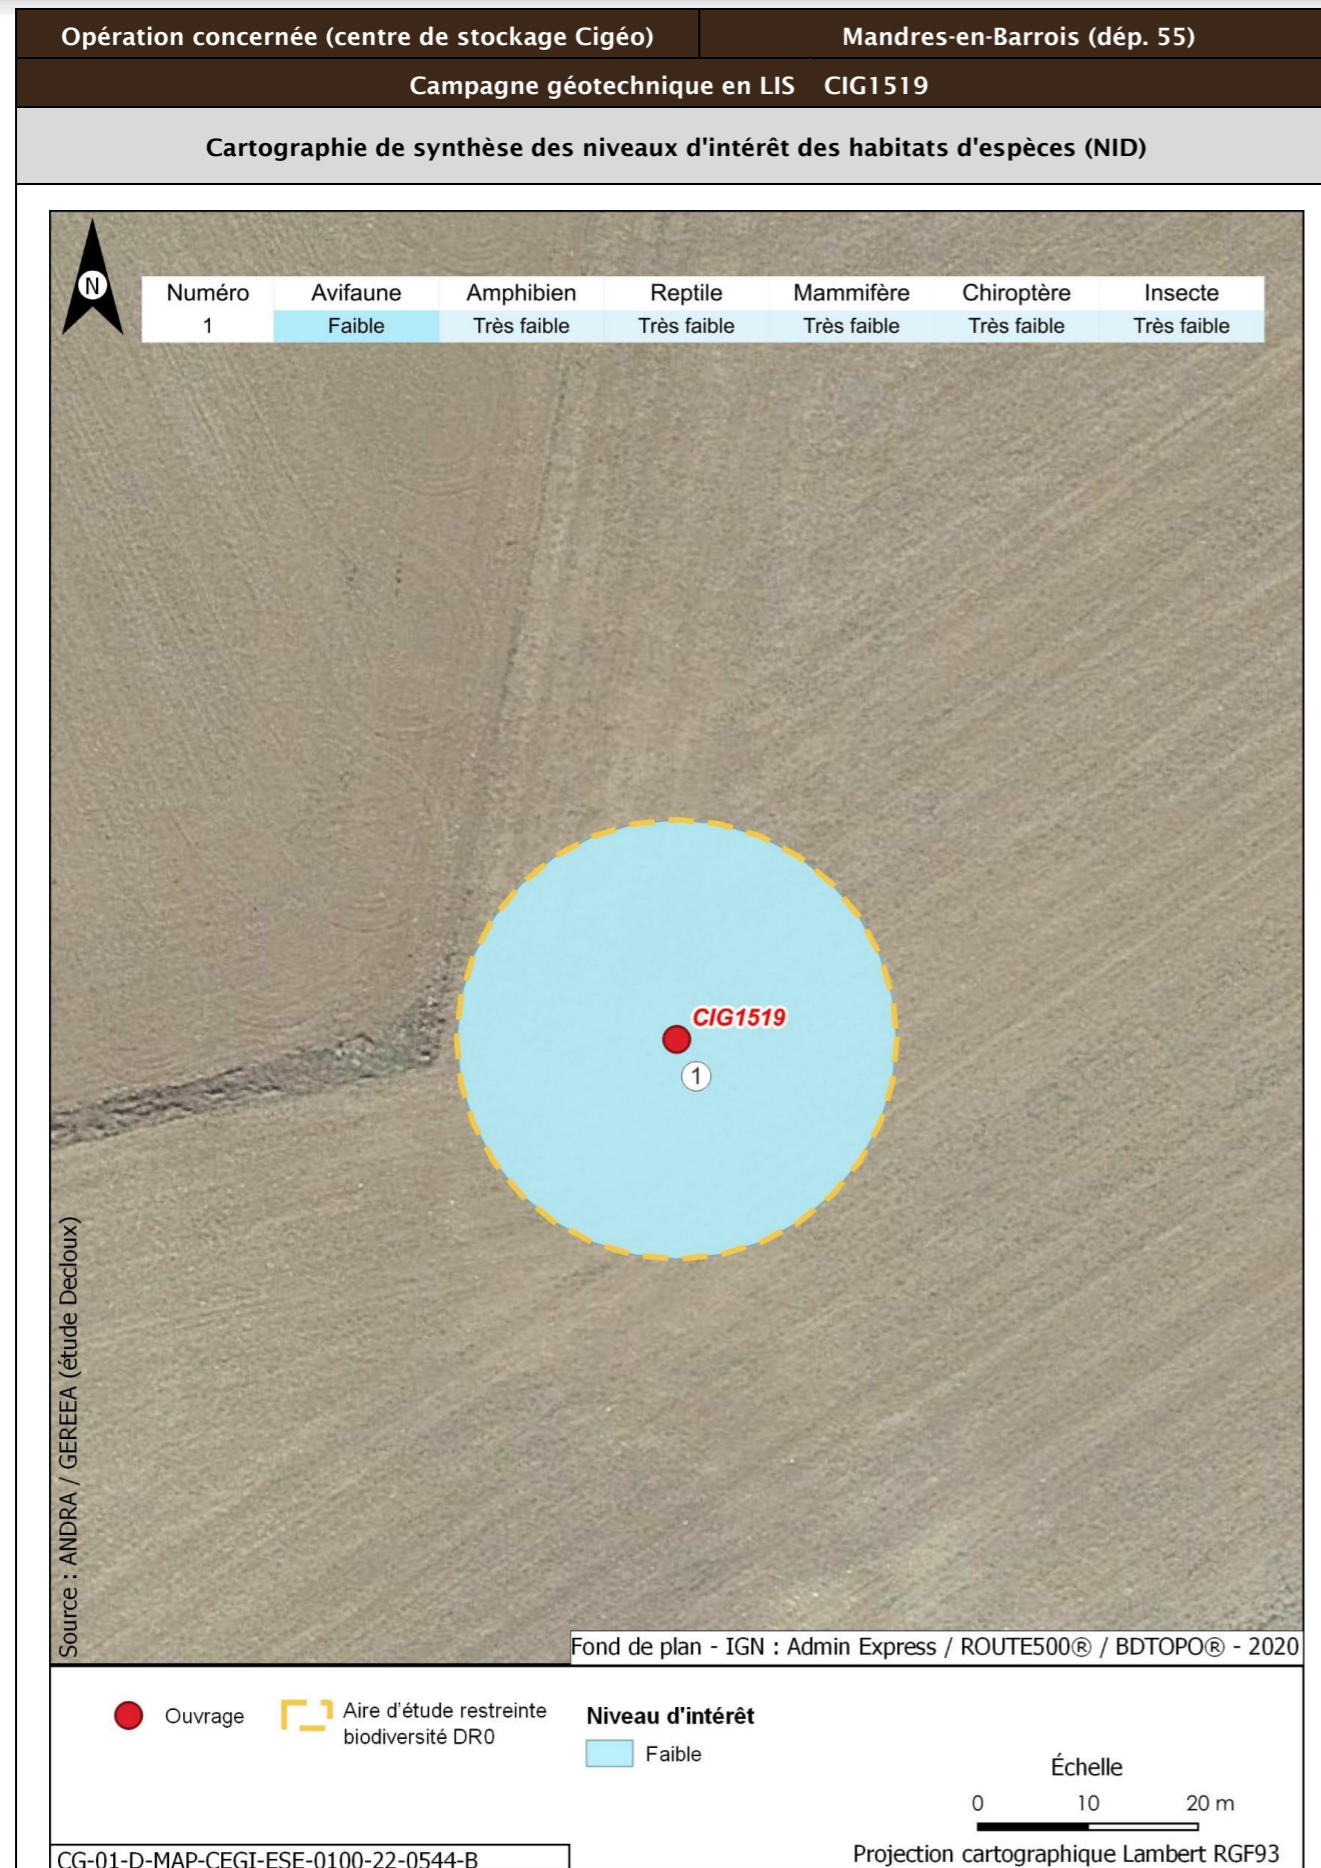 Opération concernée (centre de stockage Cigéo) Mandres-en-Barrois (dép. 55)
Campagne géotechnique en LIS CIG1519
Cartographie de synthèse des niveaux d'intérêt des habitats d'espèces (NID)
N
Numéro Avifaune Amphibien Reptile Mammifère Chiroptère Insecte
1 Faible Très faible Très faible Très faible Très faible Très faible
CIG1519
1
Source : ANDRA / GEREEA (étude Decloux)
Fond de plan - IGN : Admin Express / ROUTE500® / BDTOPO® - 2020
Ouvrage
Aire d'étude restreinte
biodiversité DR0
Niveau d'intérêt
Faible
Échelle
0 10 20 m
Projection cartographique Lambert RGF93
CG-01-D-MAP-CEGI-ESE-0100-22-0544-B